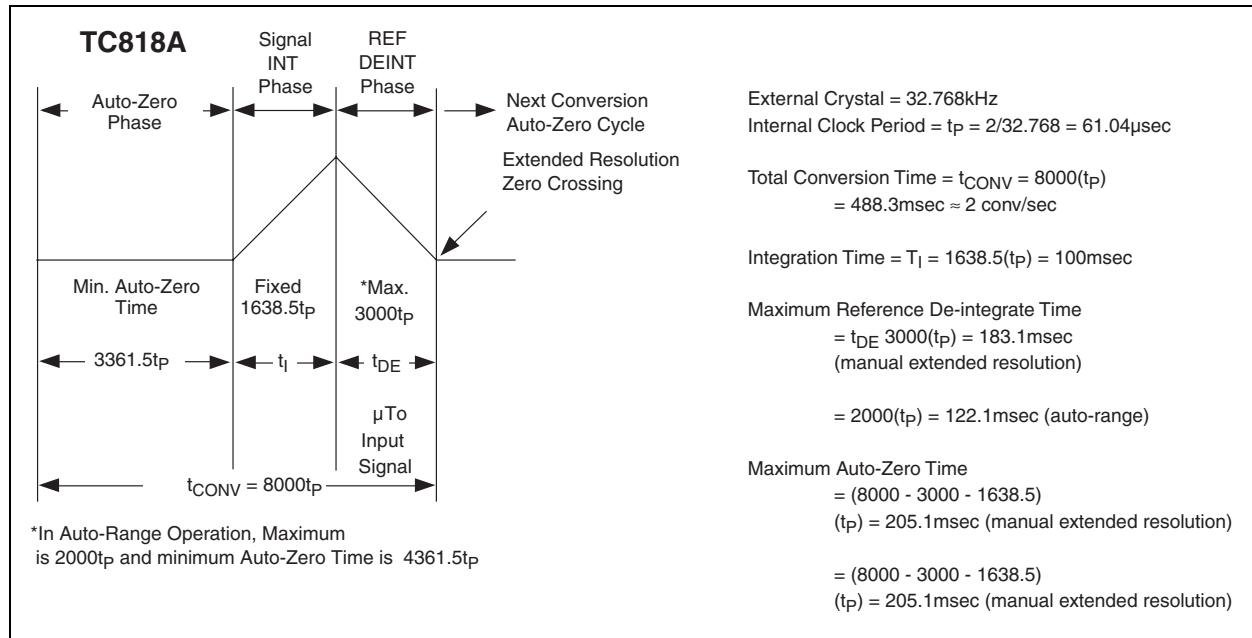 TC818A
Signal
INT
Phase
REF
DEINT
Phase
Auto-Zero
Phase
Next Conversion
Auto-Zero Cycle
Extended Resolution
Zero Crossing
Min. Auto-Zero
Time
Fixed
1638.5tP
*Max.
3000tP
3361.5tP
tI
tDE
µTo
Input
Signal
tCONV = 8000tP
*In Auto-Range Operation, Maximum
is 2000tP and minimum Auto-Zero Time is 4361.5tP
External Crystal = 32.768kHz
Internal Clock Period = tP = 2/32.768 = 61.04µsec
Total Conversion Time = tCONV = 8000(tP)
= 488.3msec ≈ 2 conv/sec
Integration Time = TI = 1638.5(tP) = 100msec
Maximum Reference De-integrate Time
= tDE 3000(tP) = 183.1msec
(manual extended resolution)
= 2000(tP) = 122.1msec (auto-range)
Maximum Auto-Zero Time
= (8000 - 3000 - 1638.5)
(tP) = 205.1msec (manual extended resolution)
= (8000 - 3000 - 1638.5)
(tP) = 205.1msec (manual extended resolution)